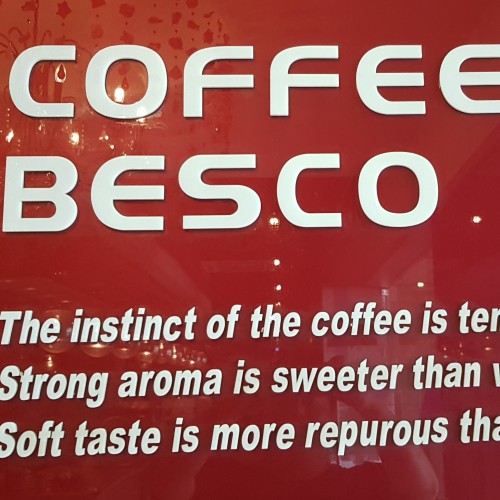 COFFEE
BESCO
The instinct of the coffee is
Strong aroma is sweeter than
Soft taste is more repurous